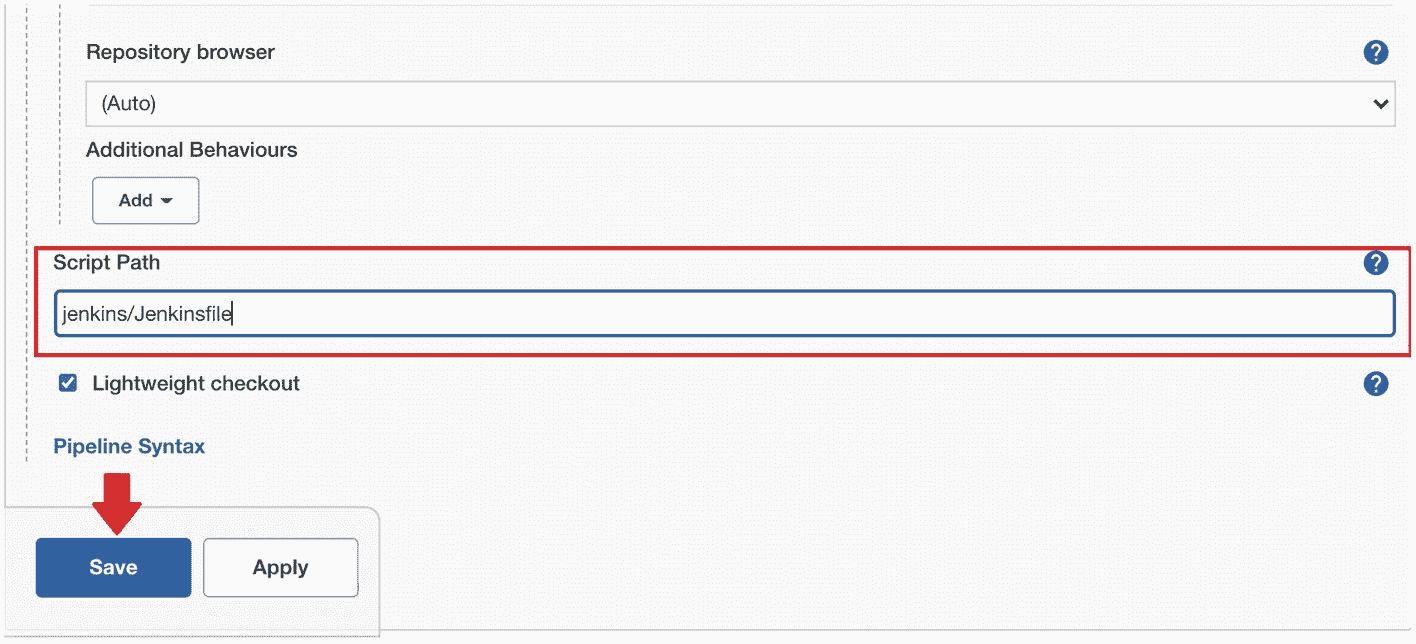 Repository browser
?
(Auto)
Additional Behaviours
Add
Script Path
?
jenkins/Jenkinsfile
Lightweight checkout
?
Pipeline Syntax
Save Apply